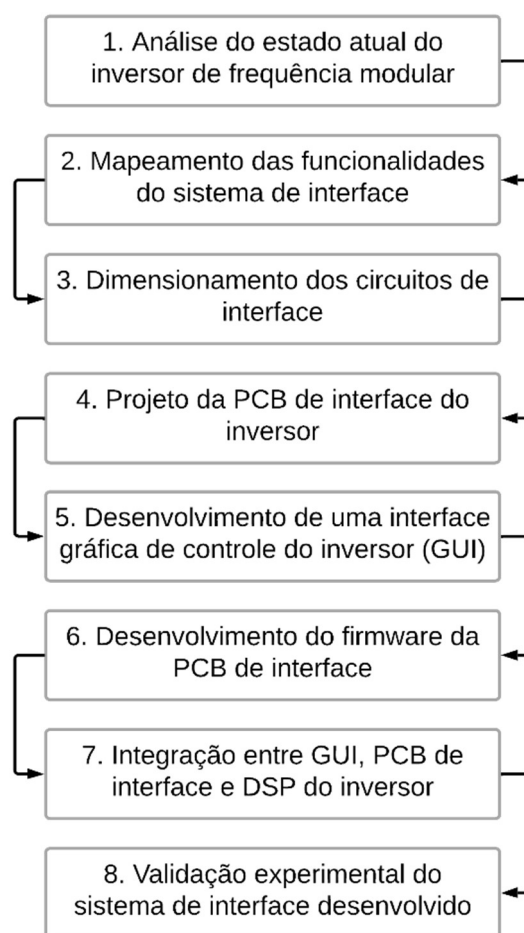 1. Análise do estado atual do
inversor de frequência modular
2. Mapeamento das funcionalidades
do sistema de interface
3. Dimensionamento dos circuitos de
interface
4. Projeto da PCB de interface do
inversor
5. Desenvolvimento de uma interface
gráfica de controle do inversor (GUI)
6. Desenvolvimento do firmware da
PCB de interface
7. Integração entre GUI, PCB de
interface e DSP do inversor
8. Validação experimental do
sistema de interface desenvolvido